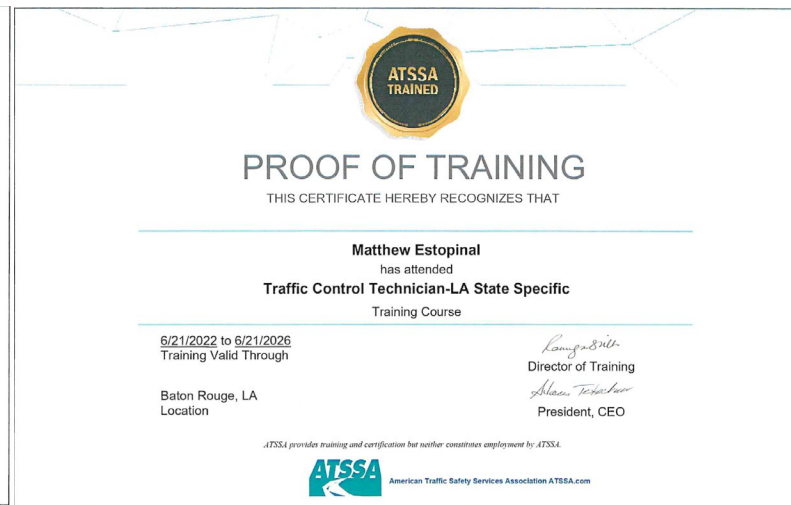 ATSSA
TRAINED
PROOF OF TRAINING
THIS CERTIFICATE HEREBY RECOGNIZES THAT
Matthew Estopinal
has attended
Traffic Control Technician-LA State Specific
Training Course
6/21/2022 to 6/21/2026
Training Valid Through
Director of Training
Baton Rouge, LA
Location
President, CEO
ATSSA provides training and certification but neither constitutes employment by ATSSA.
ATSSA
American Traffic Safety Services Association ATSSA.com